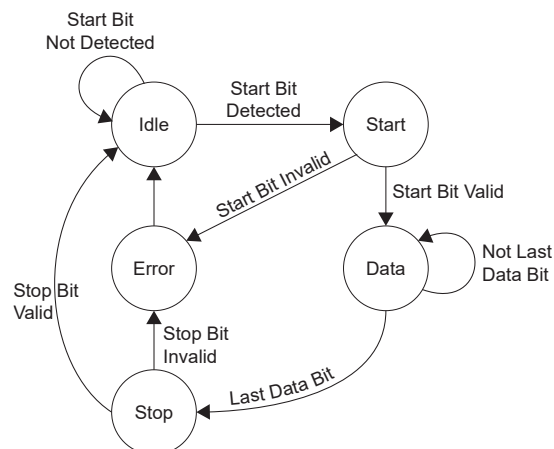 Start Bit
Not Detected
Start Bit
Detected
Idle
Start
Start Bit Invalid
Start Bit Valid
Error
Data
Not Last
Data Bit
Stop Bit
Valid
Stop Bit
Invalid
Last Data Bit
Stop